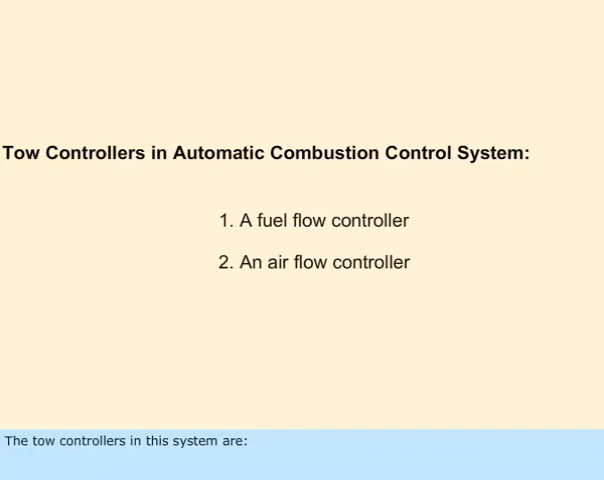 Tow Controllers in Automatic Combustion Control System:
1. A fuel flow controller
2. An air flow controller
The tow controllers in this system are: